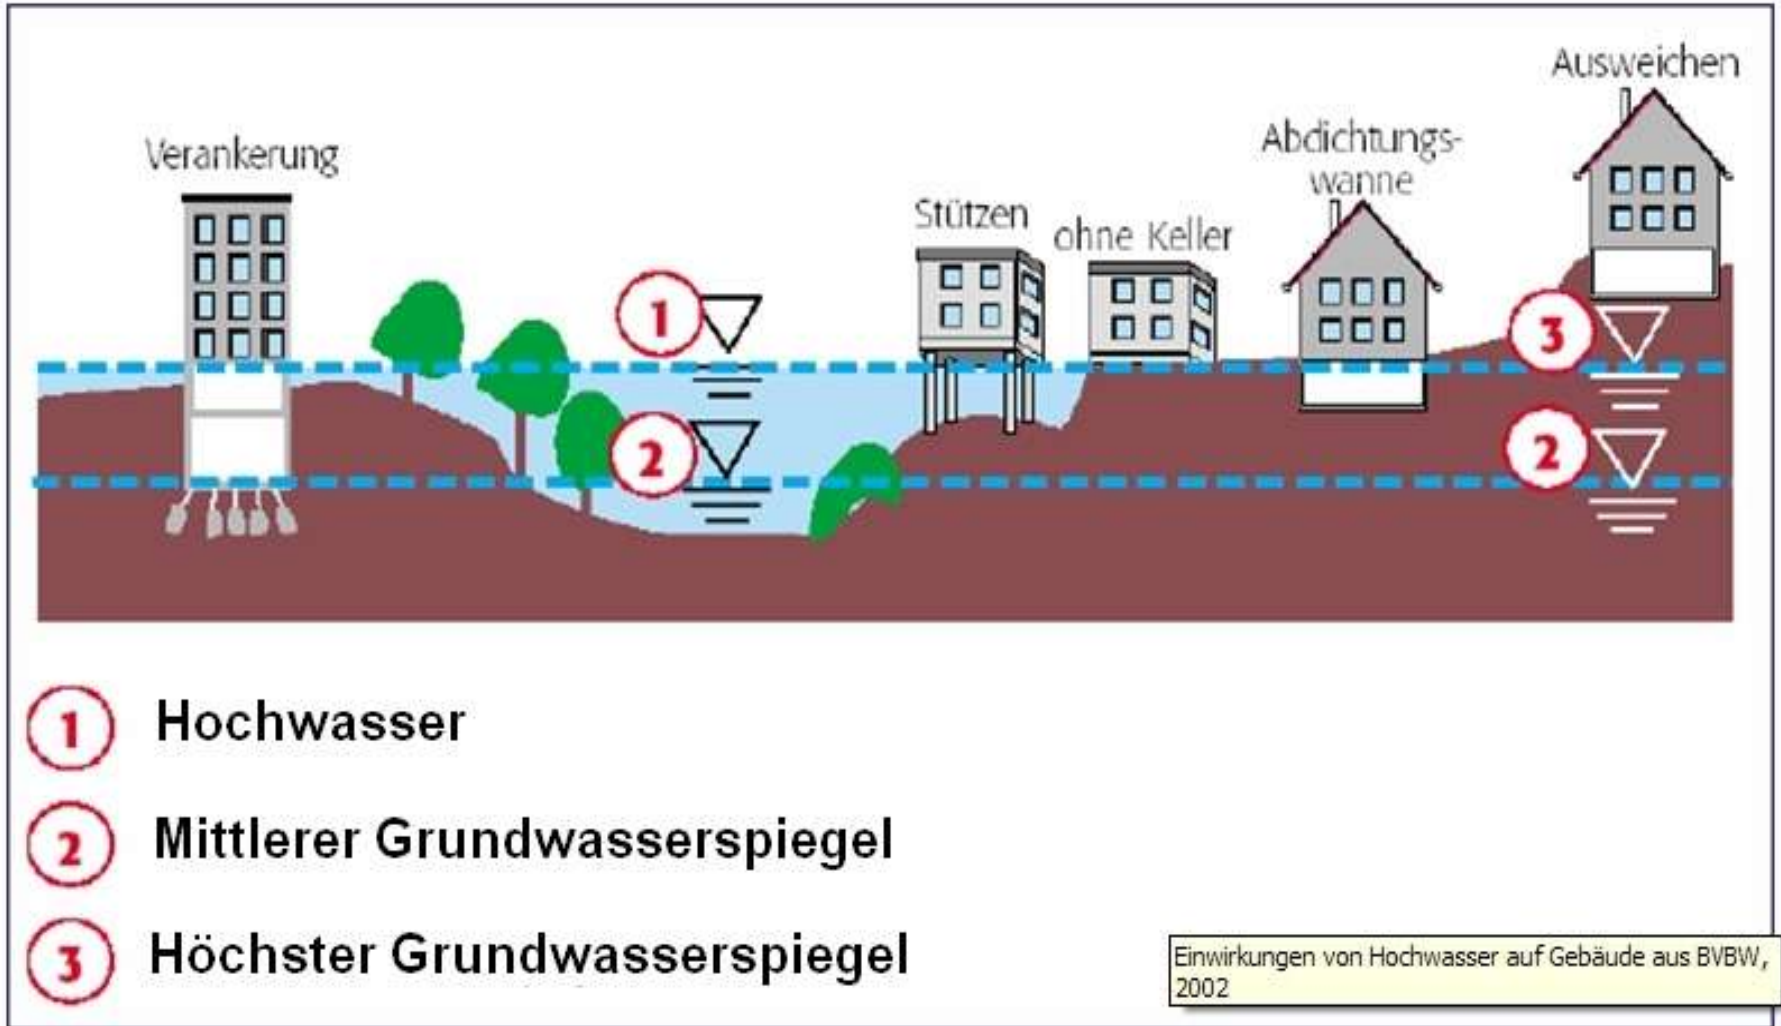 Ausweichen
Abdichtungs-
wanne
Verankerung
Stützen
ohne Keller
1
3
2
2
1 Hochwasser
2 Mittlerer Grundwasserspiegel
3 Höchster Grundwasserspiegel
Einwirkungen von Hochwasser auf Gebäude aus BVBW,
2002